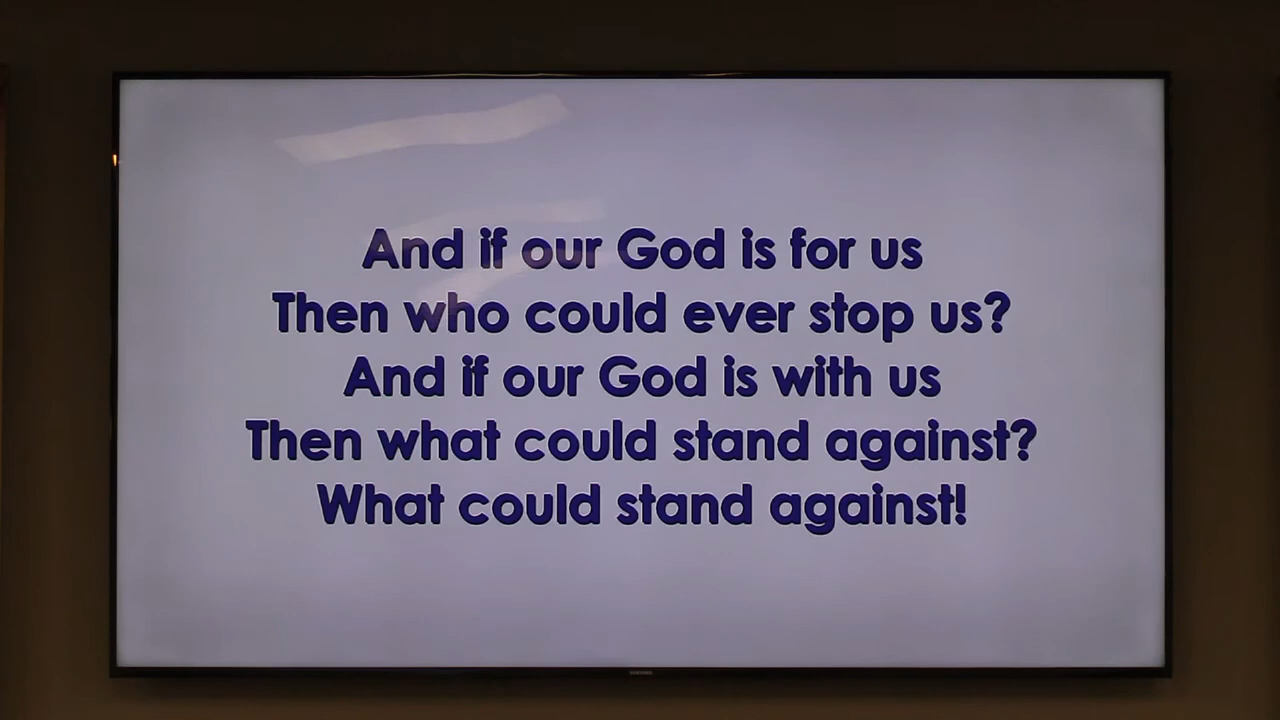 And if our God is for us
Then who could ever stop us?
And if our God is with us
Then what could stand against?
What could stand against!